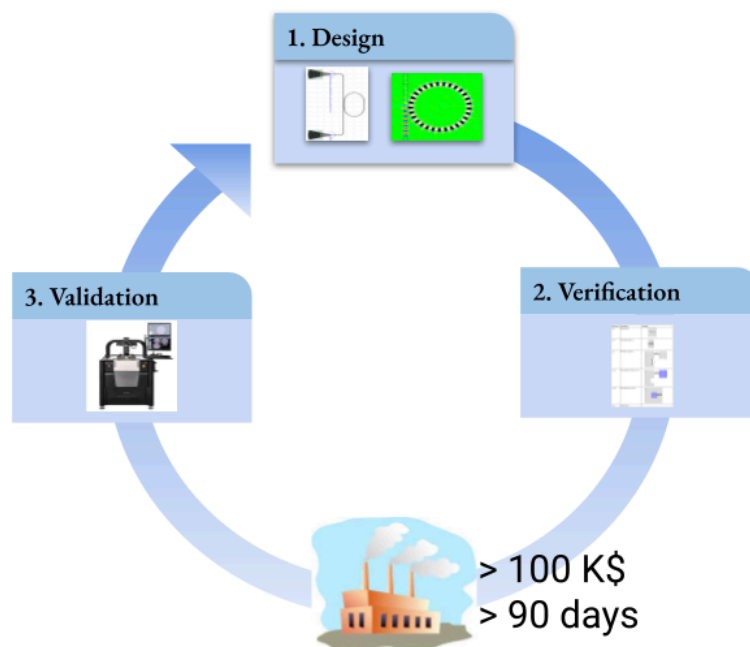 1. Design
2. Verification
3. Validation
> 100 K$
> 90 days